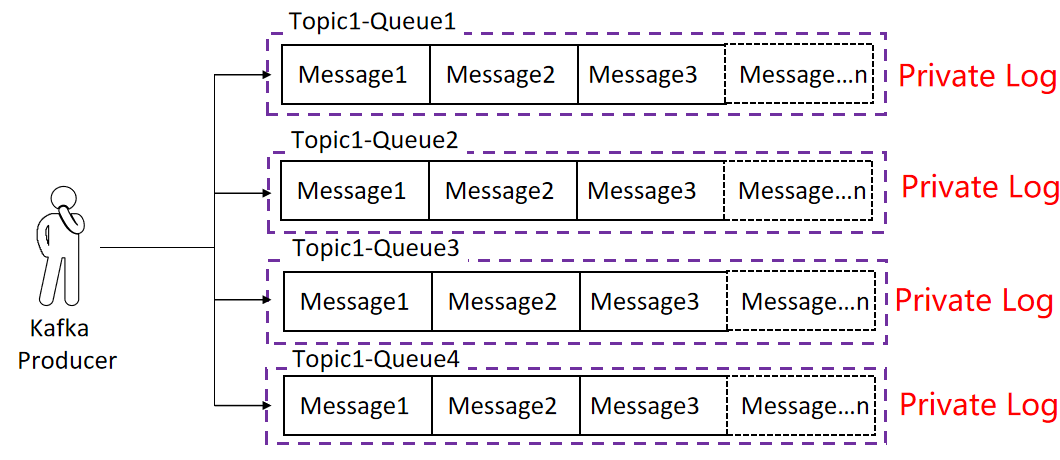 Topic1-Queue1
Message1 Message2 Message3 Message...n Private Log
Topic1-Queue2
Message1 Message2 Message3 Message...n Private Log
Topic1-Queue3
Message1 Message2 Message3 Message...n Private Log
Kafka
Producer
Topic1-Queue4
Message1 Message2 Message3 Message...n Private Log